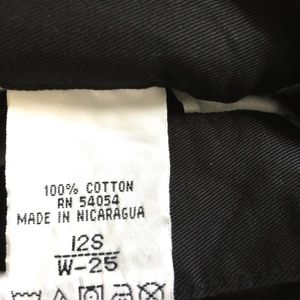 100% COTTON
RN 54054
MADE IN NICARAGUA
12S
W-25